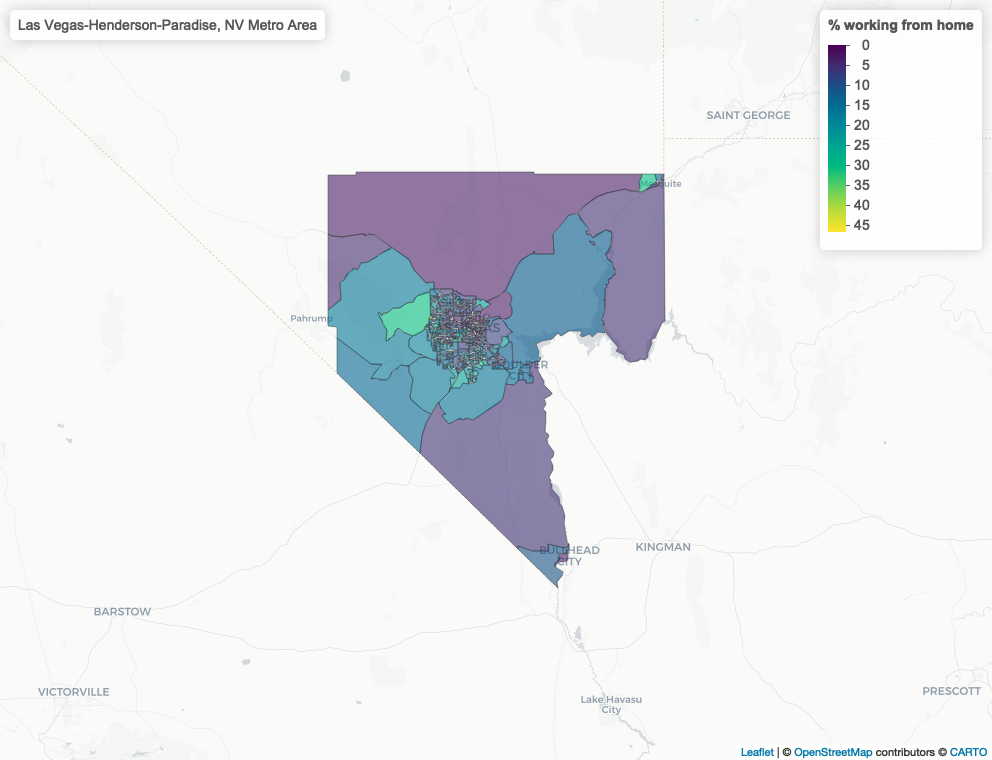 Las Vegas-Henderson-Paradise, NV Metro Area
% working from home
0
5
10
15
20
25
30
35
40
45
SAINT GEORGE
Mesquite
Pahrump
BOULDER
CITY
BULLHEAD
CITY
KINGMAN
BARSTOW
VICTORVILLE
Lake Havasu
City
PRESCOTT
Leaflet | © OpenStreetMap contributors © CARTO